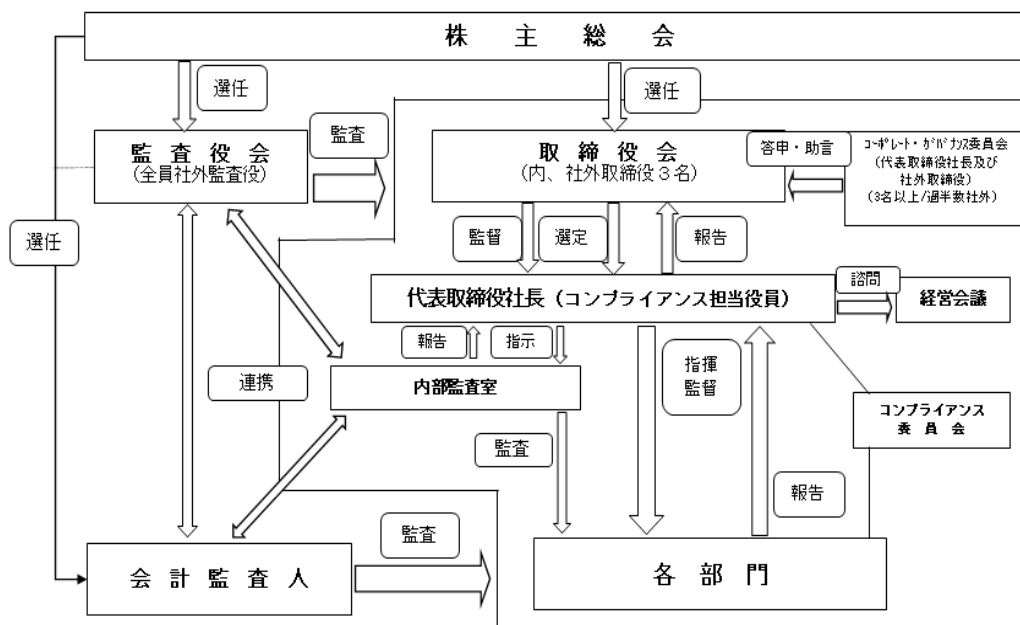 株　主　総　会
選任
選任
監　査　役　会
(全員社外監査役)
監査
取　締　役　会
(内、社外取締役３名)
答申・助言
ｺｰﾎﾟﾚｰﾄ・ｶﾞﾊﾞﾅﾝｽ委員会
(代表取締役社長及び
社外取締役)
(3名以上/過半数社外)
選任
監督
選定
報告
代表取締役社長（コンプライアンス担当役員）
諮問
経営会議
報告
指示
指揮
監督
連携
内部監査室
コンプライアンス
委　員　会
監査
報告
監査
会　計　監　査　人
各　部　門